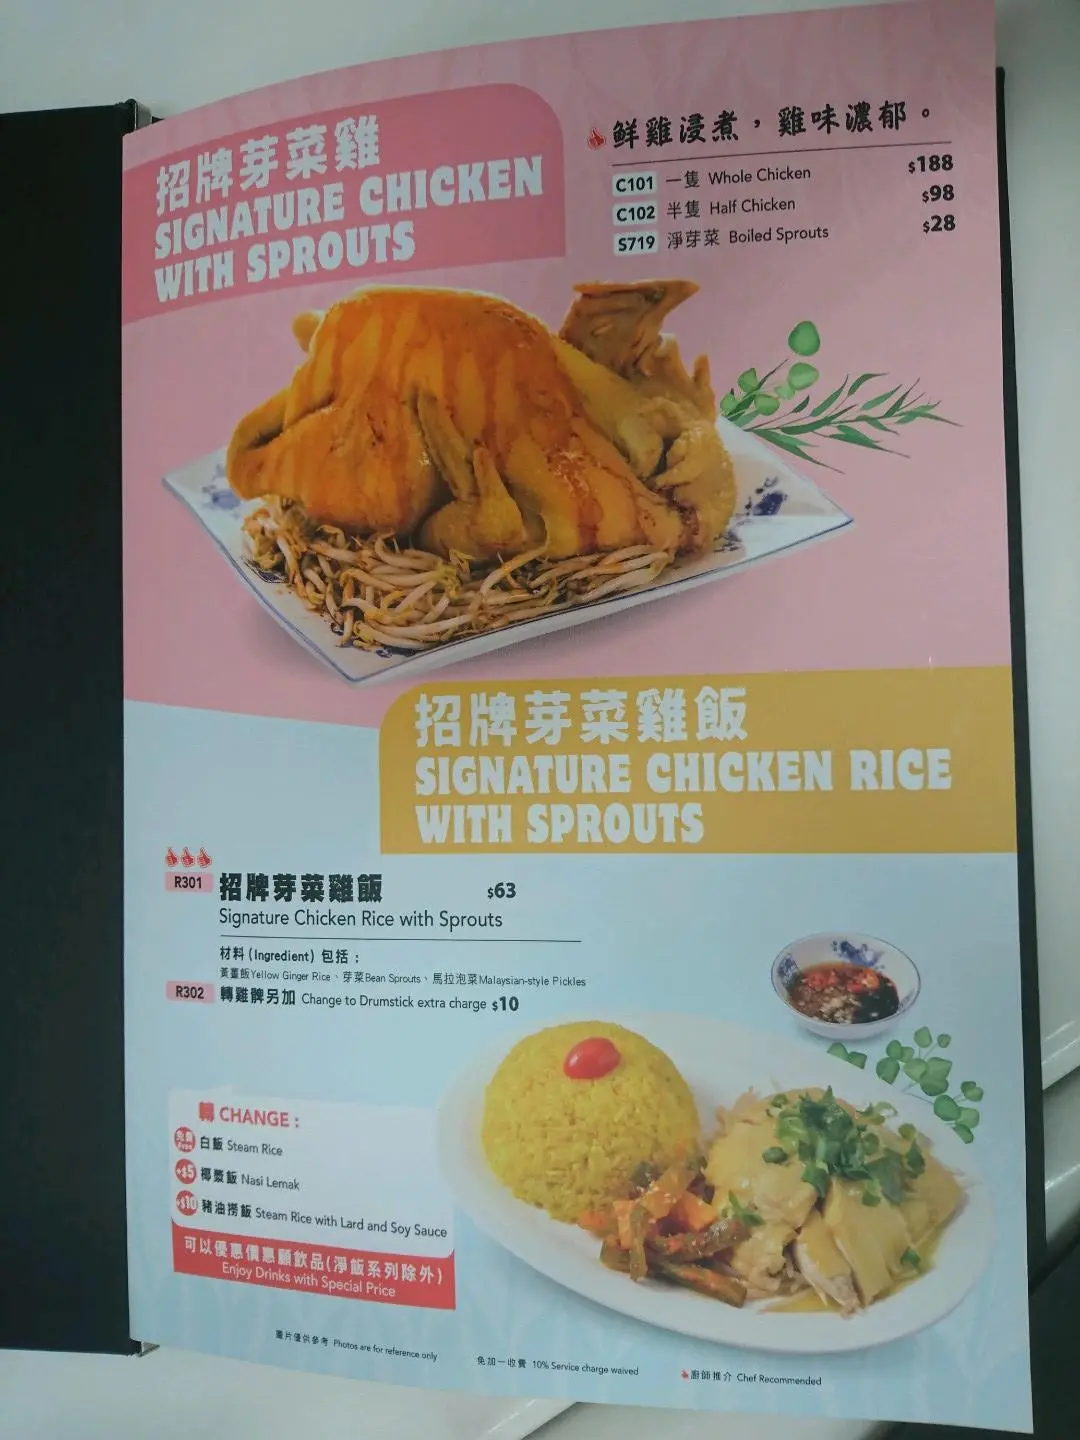 招牌芽菜雞
SIGNATURE CHICKEN
WITH SPROUTS
鮮雞浸煮,雞味濃郁。
C101 一隻 Whole Chicken $188
C102 半隻 Half Chicken $98
S719 淨芽菜 Boiled Sprouts $28
招牌芽菜雞飯
SIGNATURE CHICKEN RICE
WITH SPROUTS
R301 招牌芽菜雞飯 $63
Signature Chicken Rice with Sprouts
材料 (Ingredient) 包括 :
黃薑飯Yellow Ginger Rice、芽菜Bean Sprouts、馬拉泡菜Malaysian-style Pickles
R302 轉雞髀另加 Change to Drumstick extra charge $10
轉 CHANGE :
免費 Free 白飯 Steam Rice
+$5 椰漿飯 Nasi Lemak
+$10 豬油撈飯 Steam Rice with Lard and Soy Sauce
可以優惠價惠顧飲品(淨飯系列除外)
Enjoy Drinks with Special Price
圖片僅供參考 Photos are for reference only
免加一收費 10% Service charge waived
廚師推介 Chef Recommended